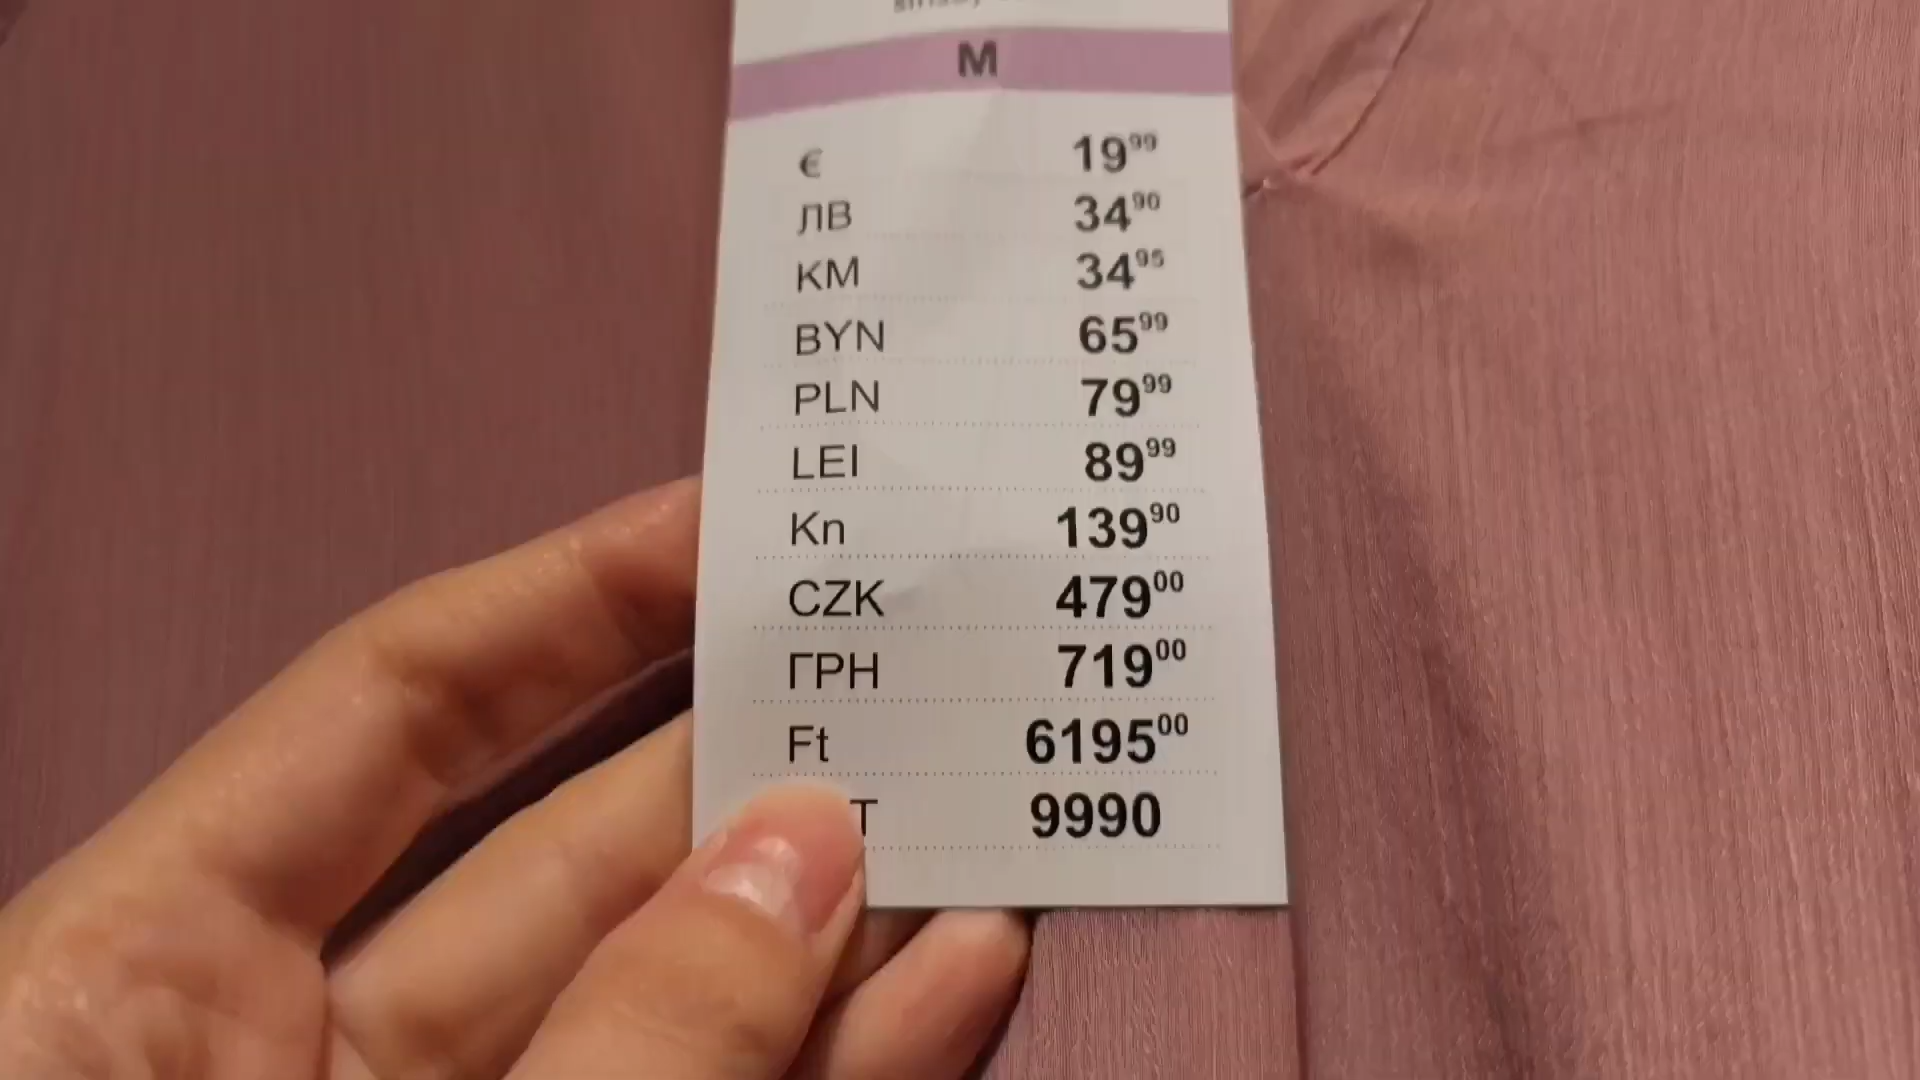 M
€ 19⁹⁹
ЛВ 34⁹⁰
KM 34⁹⁵
BYN 65⁹⁹
PLN 79⁹⁹
LEI 89⁹⁹
Kn 139⁹⁰
CZK 479⁰⁰
ГРН 719⁰⁰
Ft 6195⁰⁰
T 9990